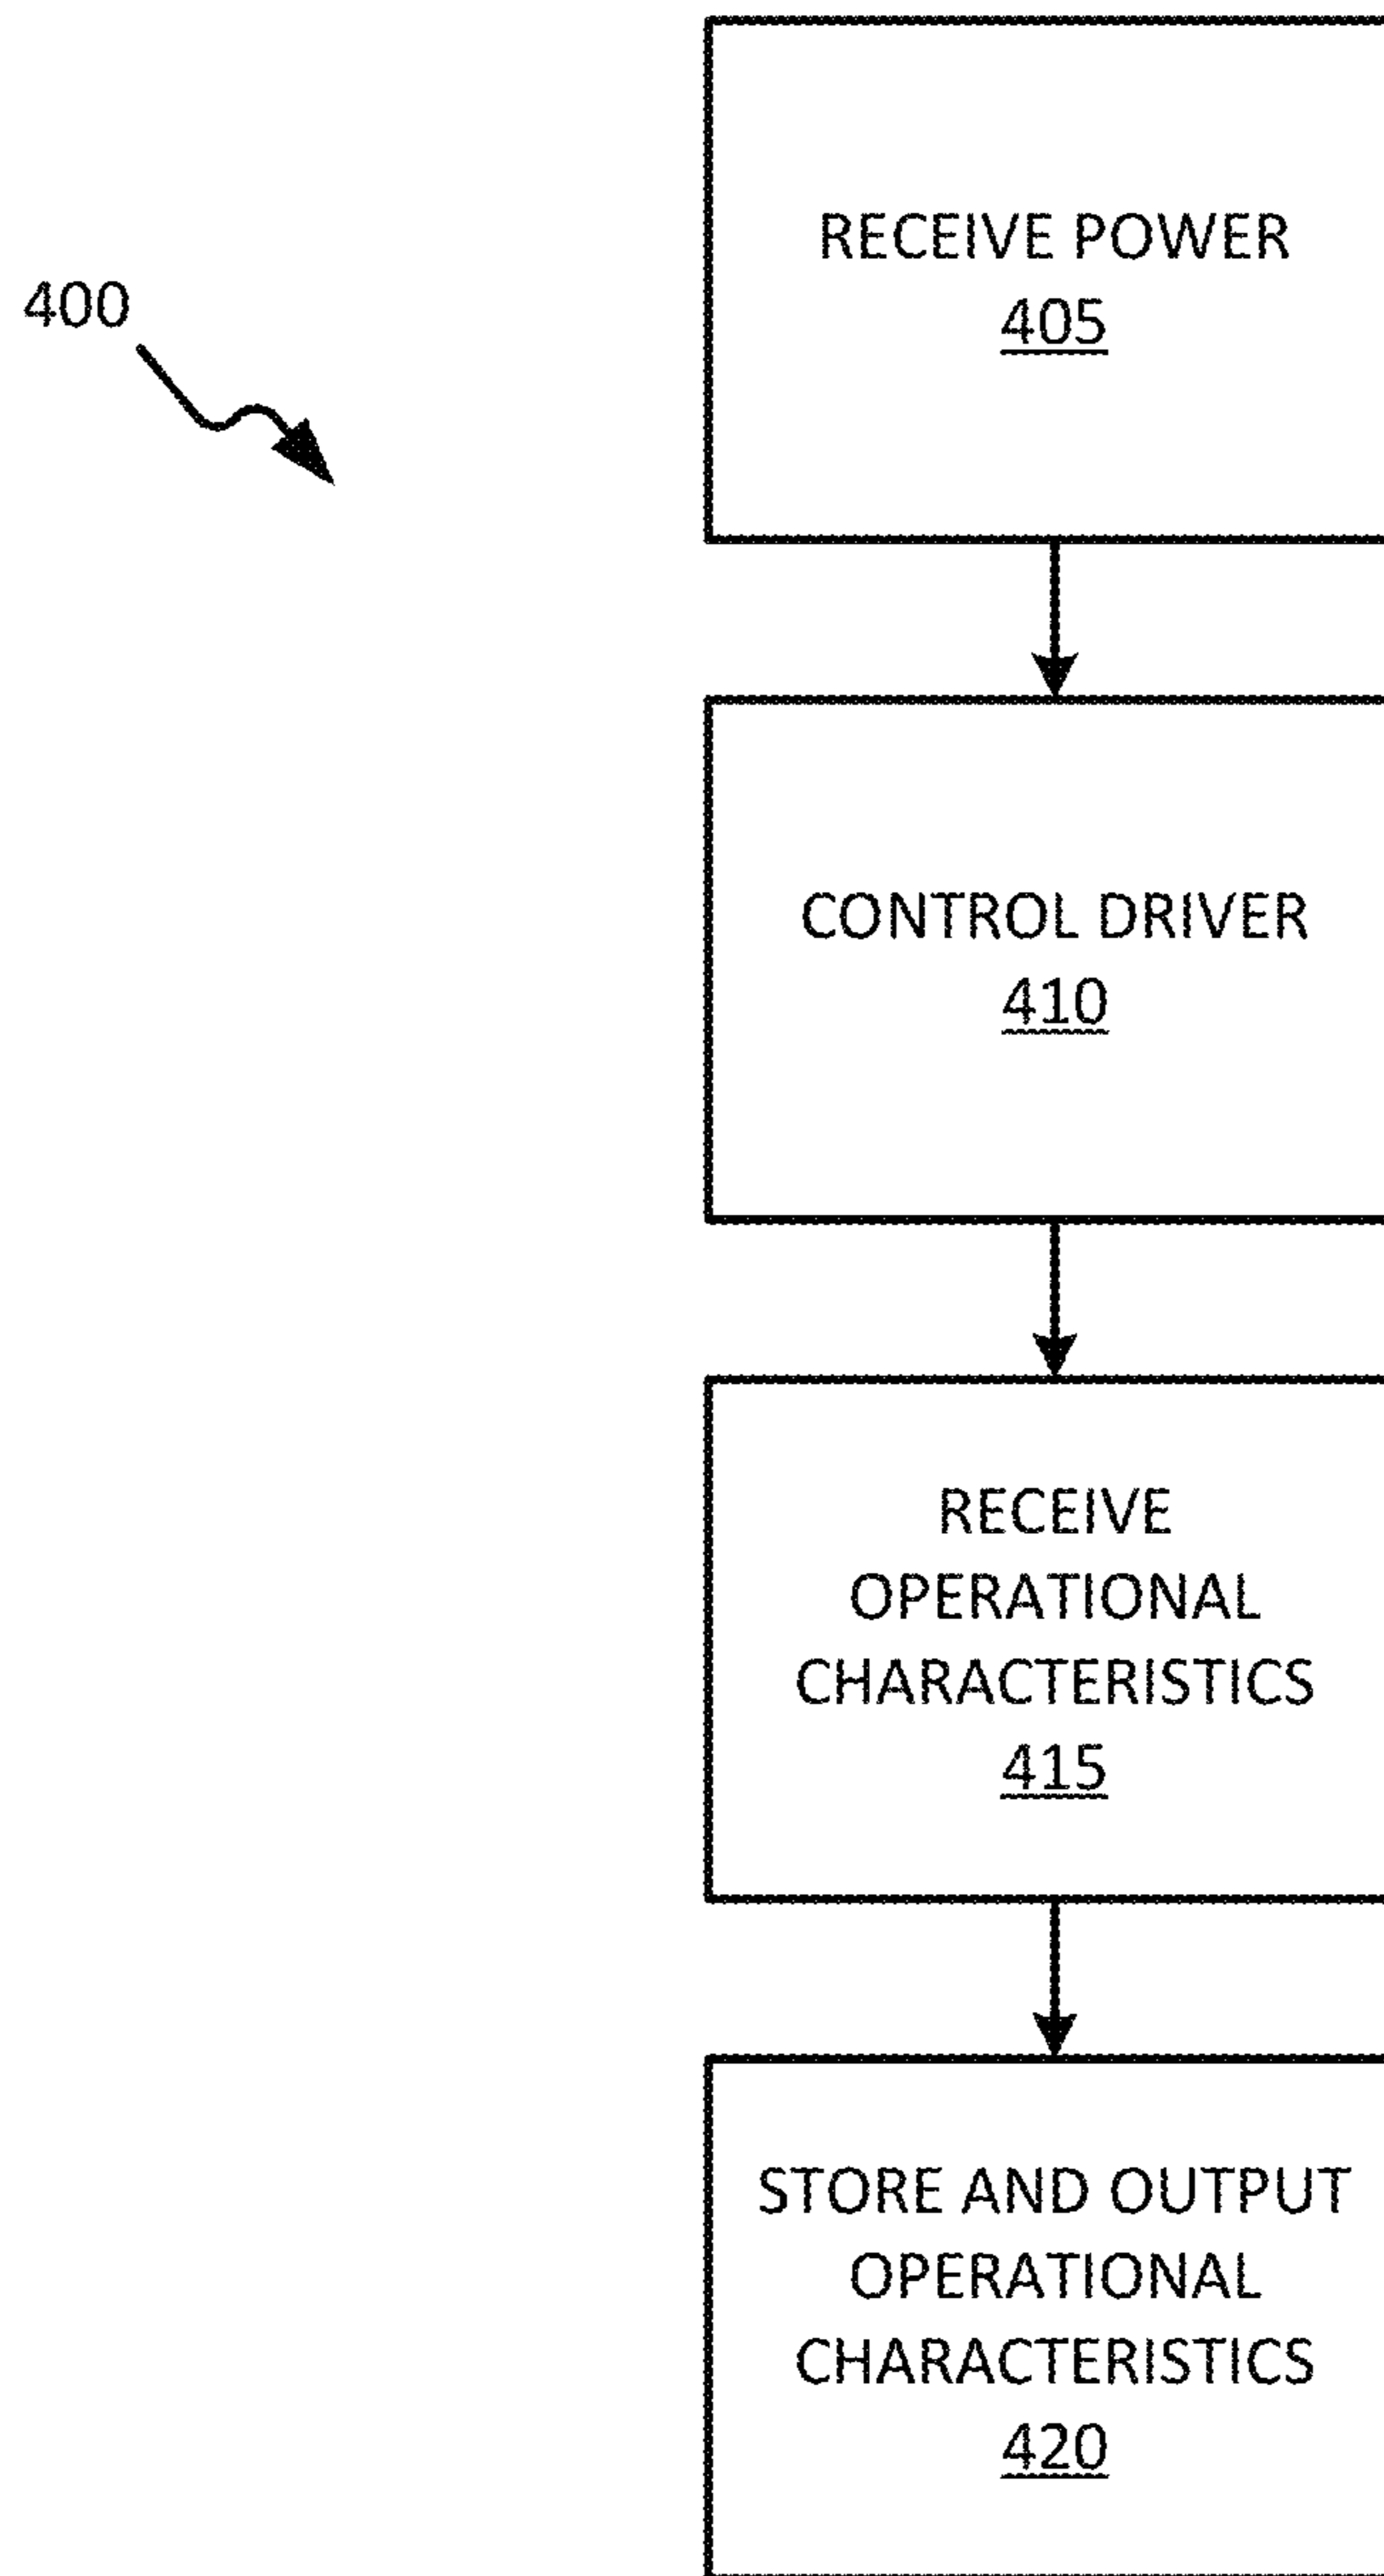 RECEIVE POWER
405
400
CONTROL DRIVER
410
RECEIVE
OPERATIONAL
CHARACTERISTICS
415
STORE AND OUTPUT
OPERATIONAL
CHARACTERISTICS
420